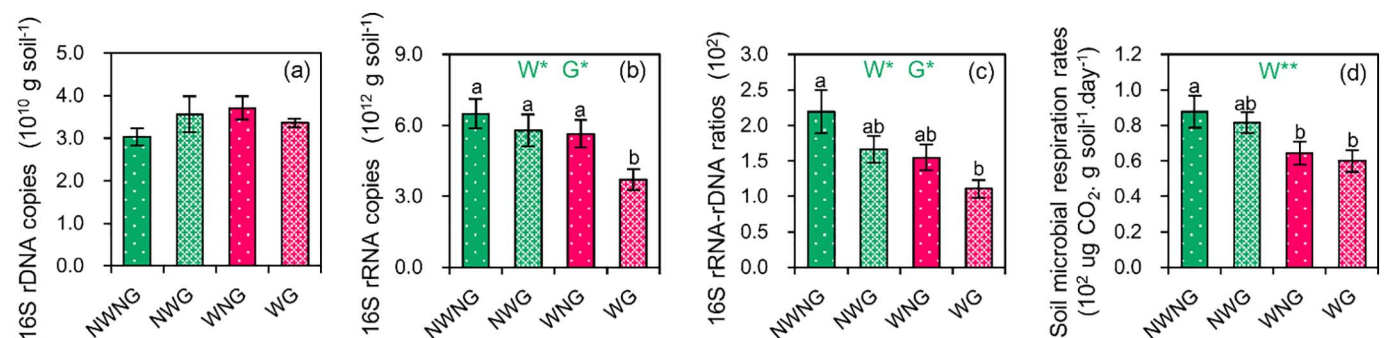 16S rDNA copies (10¹⁰ g soil⁻¹)
5.0
4.0
3.0
2.0
1.0
0.0
(a)
NWNG
NWG
WNG
WG
16S rRNA copies (10¹² g soil⁻¹)
9.0
6.0
3.0
0.0
W* G*
(b)
a
a
a
b
NWNG
NWG
WNG
WG
16S rRNA-rDNA ratios (10²)
3.0
2.5
2.0
1.5
1.0
0.5
0.0
W* G*
(c)
a
ab
ab
b
NWNG
NWG
WNG
WG
Soil microbial respiration rates
(10² ug CO₂. g soil⁻¹.day⁻¹)
1.2
1.0
0.8
0.6
0.4
0.2
0.0
W**
(d)
a
ab
b
b
NWNG
NWG
WNG
WG